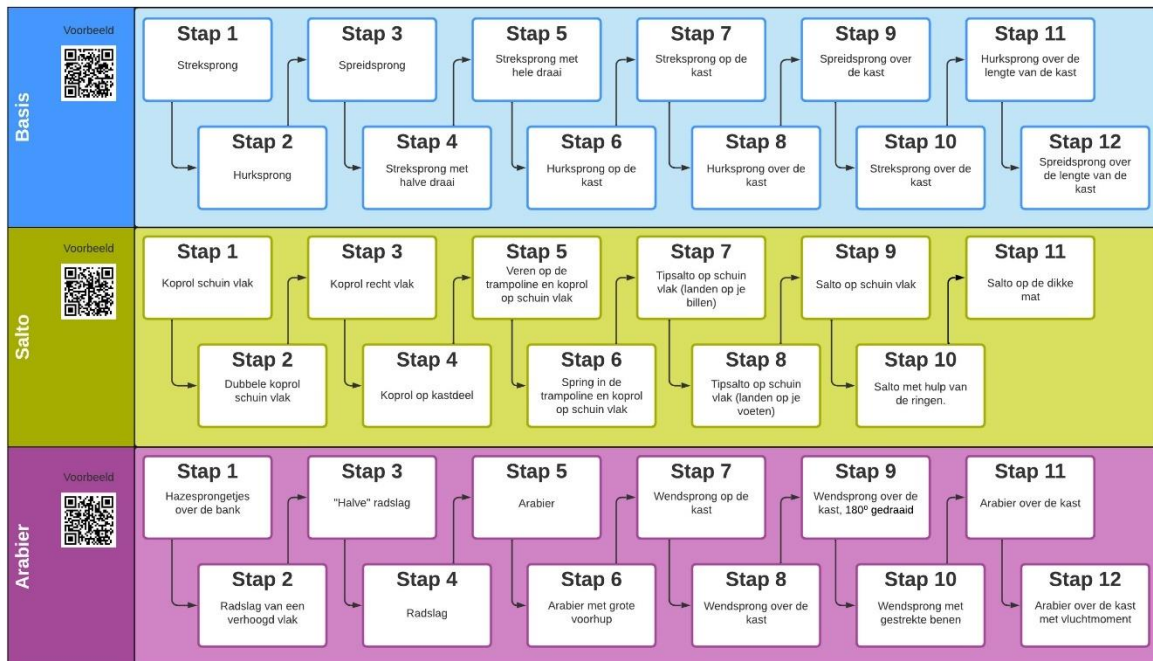 Basis
Voorbeeld
Stap 1
Streksprong
Stap 2
Hurksprong
Stap 3
Spreidsprong
Stap 4
Streksprong met
halve draai
Stap 5
Streksprong met
hele draai
Stap 6
Hurksprong op de
kast
Stap 7
Streksprong op de
kast
Stap 8
Hurksprong over de
kast
Stap 9
Spreidsprong over
de kast
Stap 10
Streksprong over de
kast
Stap 11
Hurksprong over de
lengte van de kast
Stap 12
Spreidsprong over
de lengte van de
kast
Salto
Voorbeeld
Stap 1
Koprol schuin vlak
Stap 2
Dubbele koprol
schuin vlak
Stap 3
Koprol recht vlak
Stap 4
Koprol op kastdeel
Stap 5
Veren op de
trampoline en koprol
op schuin vlak
Stap 6
Spring in de
trampoline en koprol
op schuin vlak
Stap 7
Tipsalto op schuin
vlak (landen op je
billen)
Stap 8
Tipsalto op schuin
vlak (landen op je
voeten)
Stap 9
Salto op schuin vlak
Stap 10
Salto met hulp van
de ringen.
Stap 11
Salto op de dikke
mat
Arabier
Voorbeeld
Stap 1
Hazesprongetjes
over de bank
Stap 2
Radslag van een
verhoogd vlak
Stap 3
"Halve" radslag
Stap 4
Radslag
Stap 5
Arabier
Stap 6
Arabier met grote
voorhup
Stap 7
Wendsprong op de
kast
Stap 8
Wendsprong over de
kast
Stap 9
Wendsprong over de
kast, 180º gedraaid
Stap 10
Wendsprong met
gestrekte benen
Stap 11
Arabier over de kast
Stap 12
Arabier over de kast
met vluchtmoment